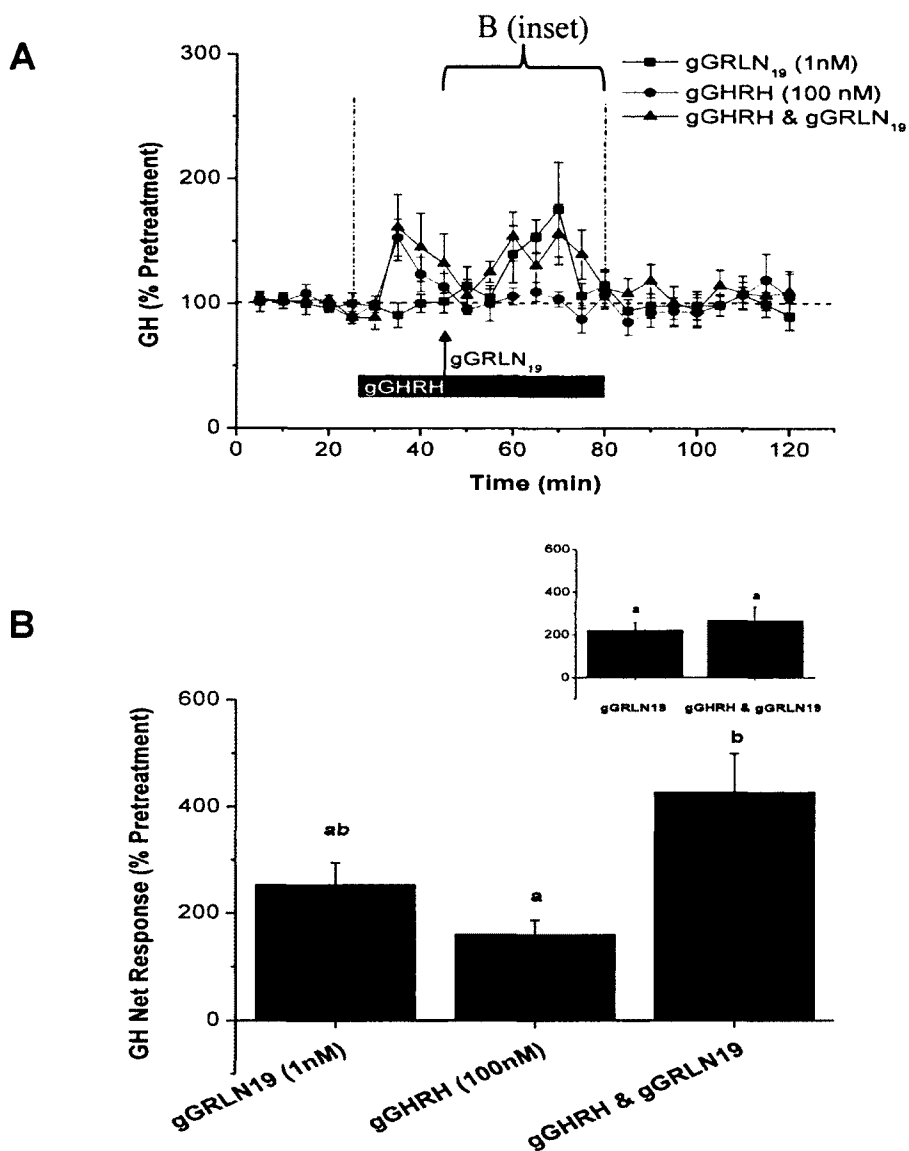 A
B (inset)
300
200
100
0
GH (% Pretreatment)
gGRLN19 (1nM)
gGHRH (100 nM)
gGHRH & gGRLN19
gGRLN19
gGHRH
0 20 40 60 80 100 120
Time (min)
B
600
400
200
0
a a
gGRLN19 gGHRH & gGRLN19
600
400
200
0
GH Net Response (% Pretreatment)
ab
a
b
gGRLN19 (1nM)
gGHRH (100nM)
gGHRH & gGRLN19